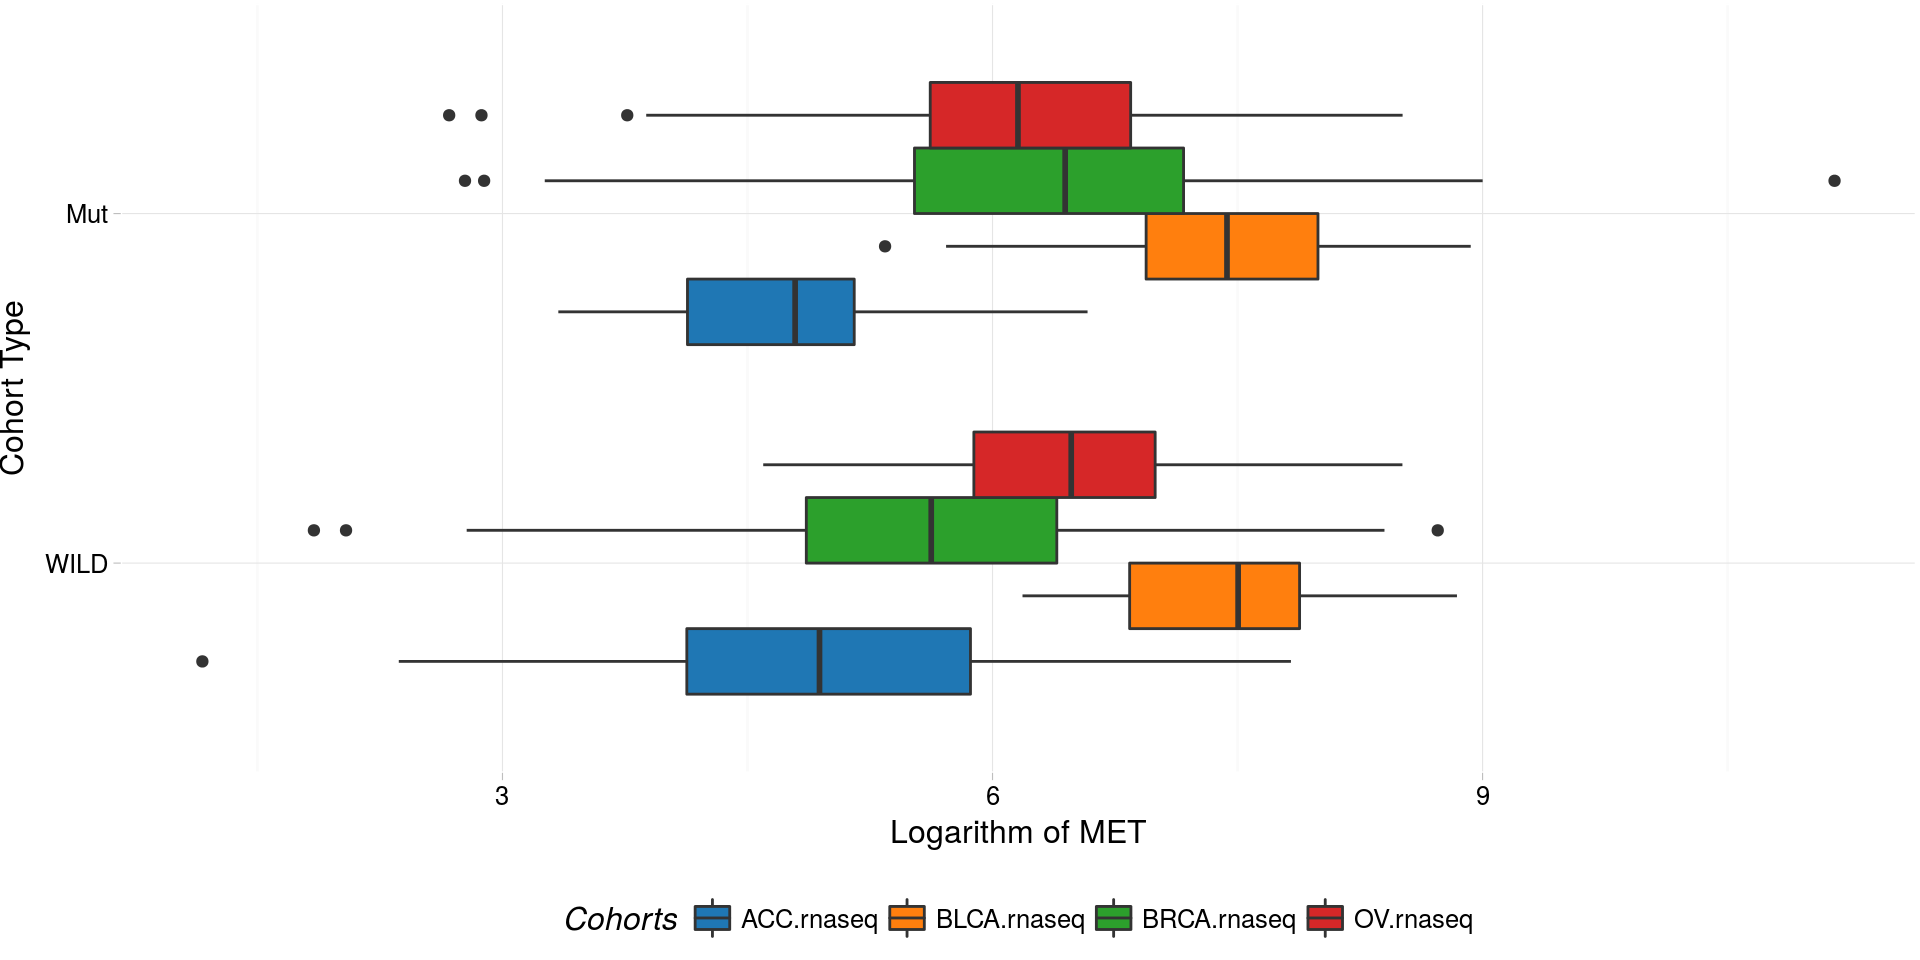 Cohort Type
Mut
WILD
3 6 9
Logarithm of MET
Cohorts ACC.rnaseq BLCA.rnaseq BRCA.rnaseq OV.rnaseq